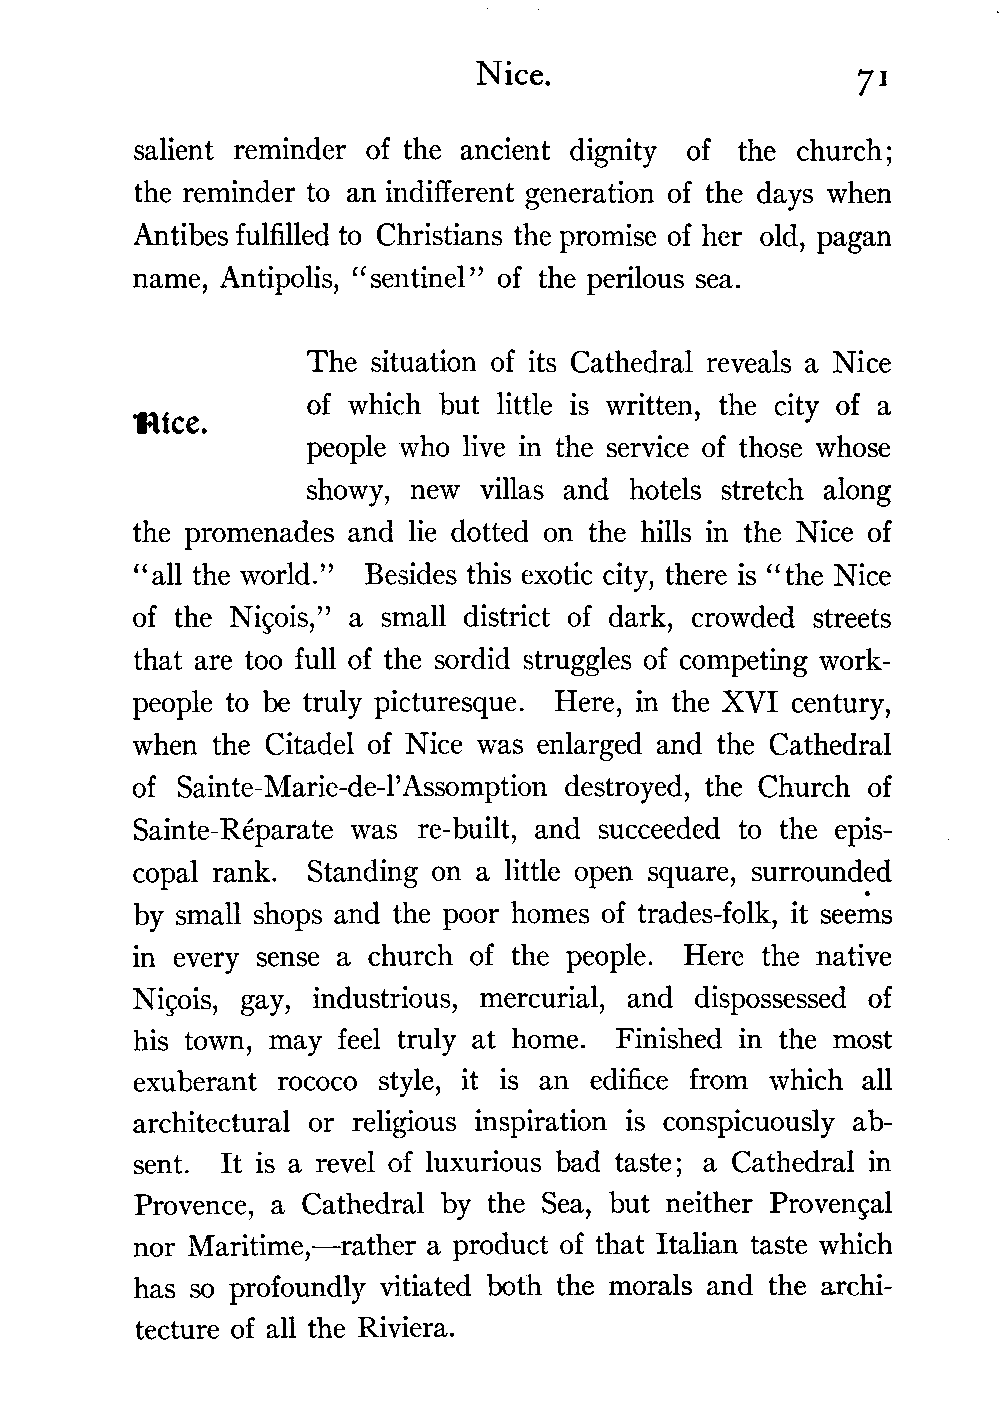 Nice. 71
salient reminder of the ancient dignity of the church;
the reminder to an indifferent generation of the days when
Antibes fulfilled to Christians the promise of her old, pagan
name, Antipolis, “sentinel” of the perilous sea.
The situation of its Cathedral reveals a Nice
Nice.
of which but little is written, the city of a
people who live in the service of those whose
showy, new villas and hotels stretch along
the promenades and lie dotted on the hills in the Nice of
“all the world.” Besides this exotic city, there is “the Nice
of the Niçois,” a small district of dark, crowded streets
that are too full of the sordid struggles of competing work-
people to be truly picturesque. Here, in the XVI century,
when the Citadel of Nice was enlarged and the Cathedral
of Sainte-Marie-de-l’Assomption destroyed, the Church of
Sainte-Réparate was re-built, and succeeded to the epis-
copal rank. Standing on a little open square, surrounded
by small shops and the poor homes of trades-folk, it seems
in every sense a church of the people. Here the native
Niçois, gay, industrious, mercurial, and dispossessed of
his town, may feel truly at home. Finished in the most
exuberant rococo style, it is an edifice from which all
architectural or religious inspiration is conspicuously ab-
sent. It is a revel of luxurious bad taste; a Cathedral in
Provence, a Cathedral by the Sea, but neither Provençal
nor Maritime,—rather a product of that Italian taste which
has so profoundly vitiated both the morals and the archi-
tecture of all the Riviera.